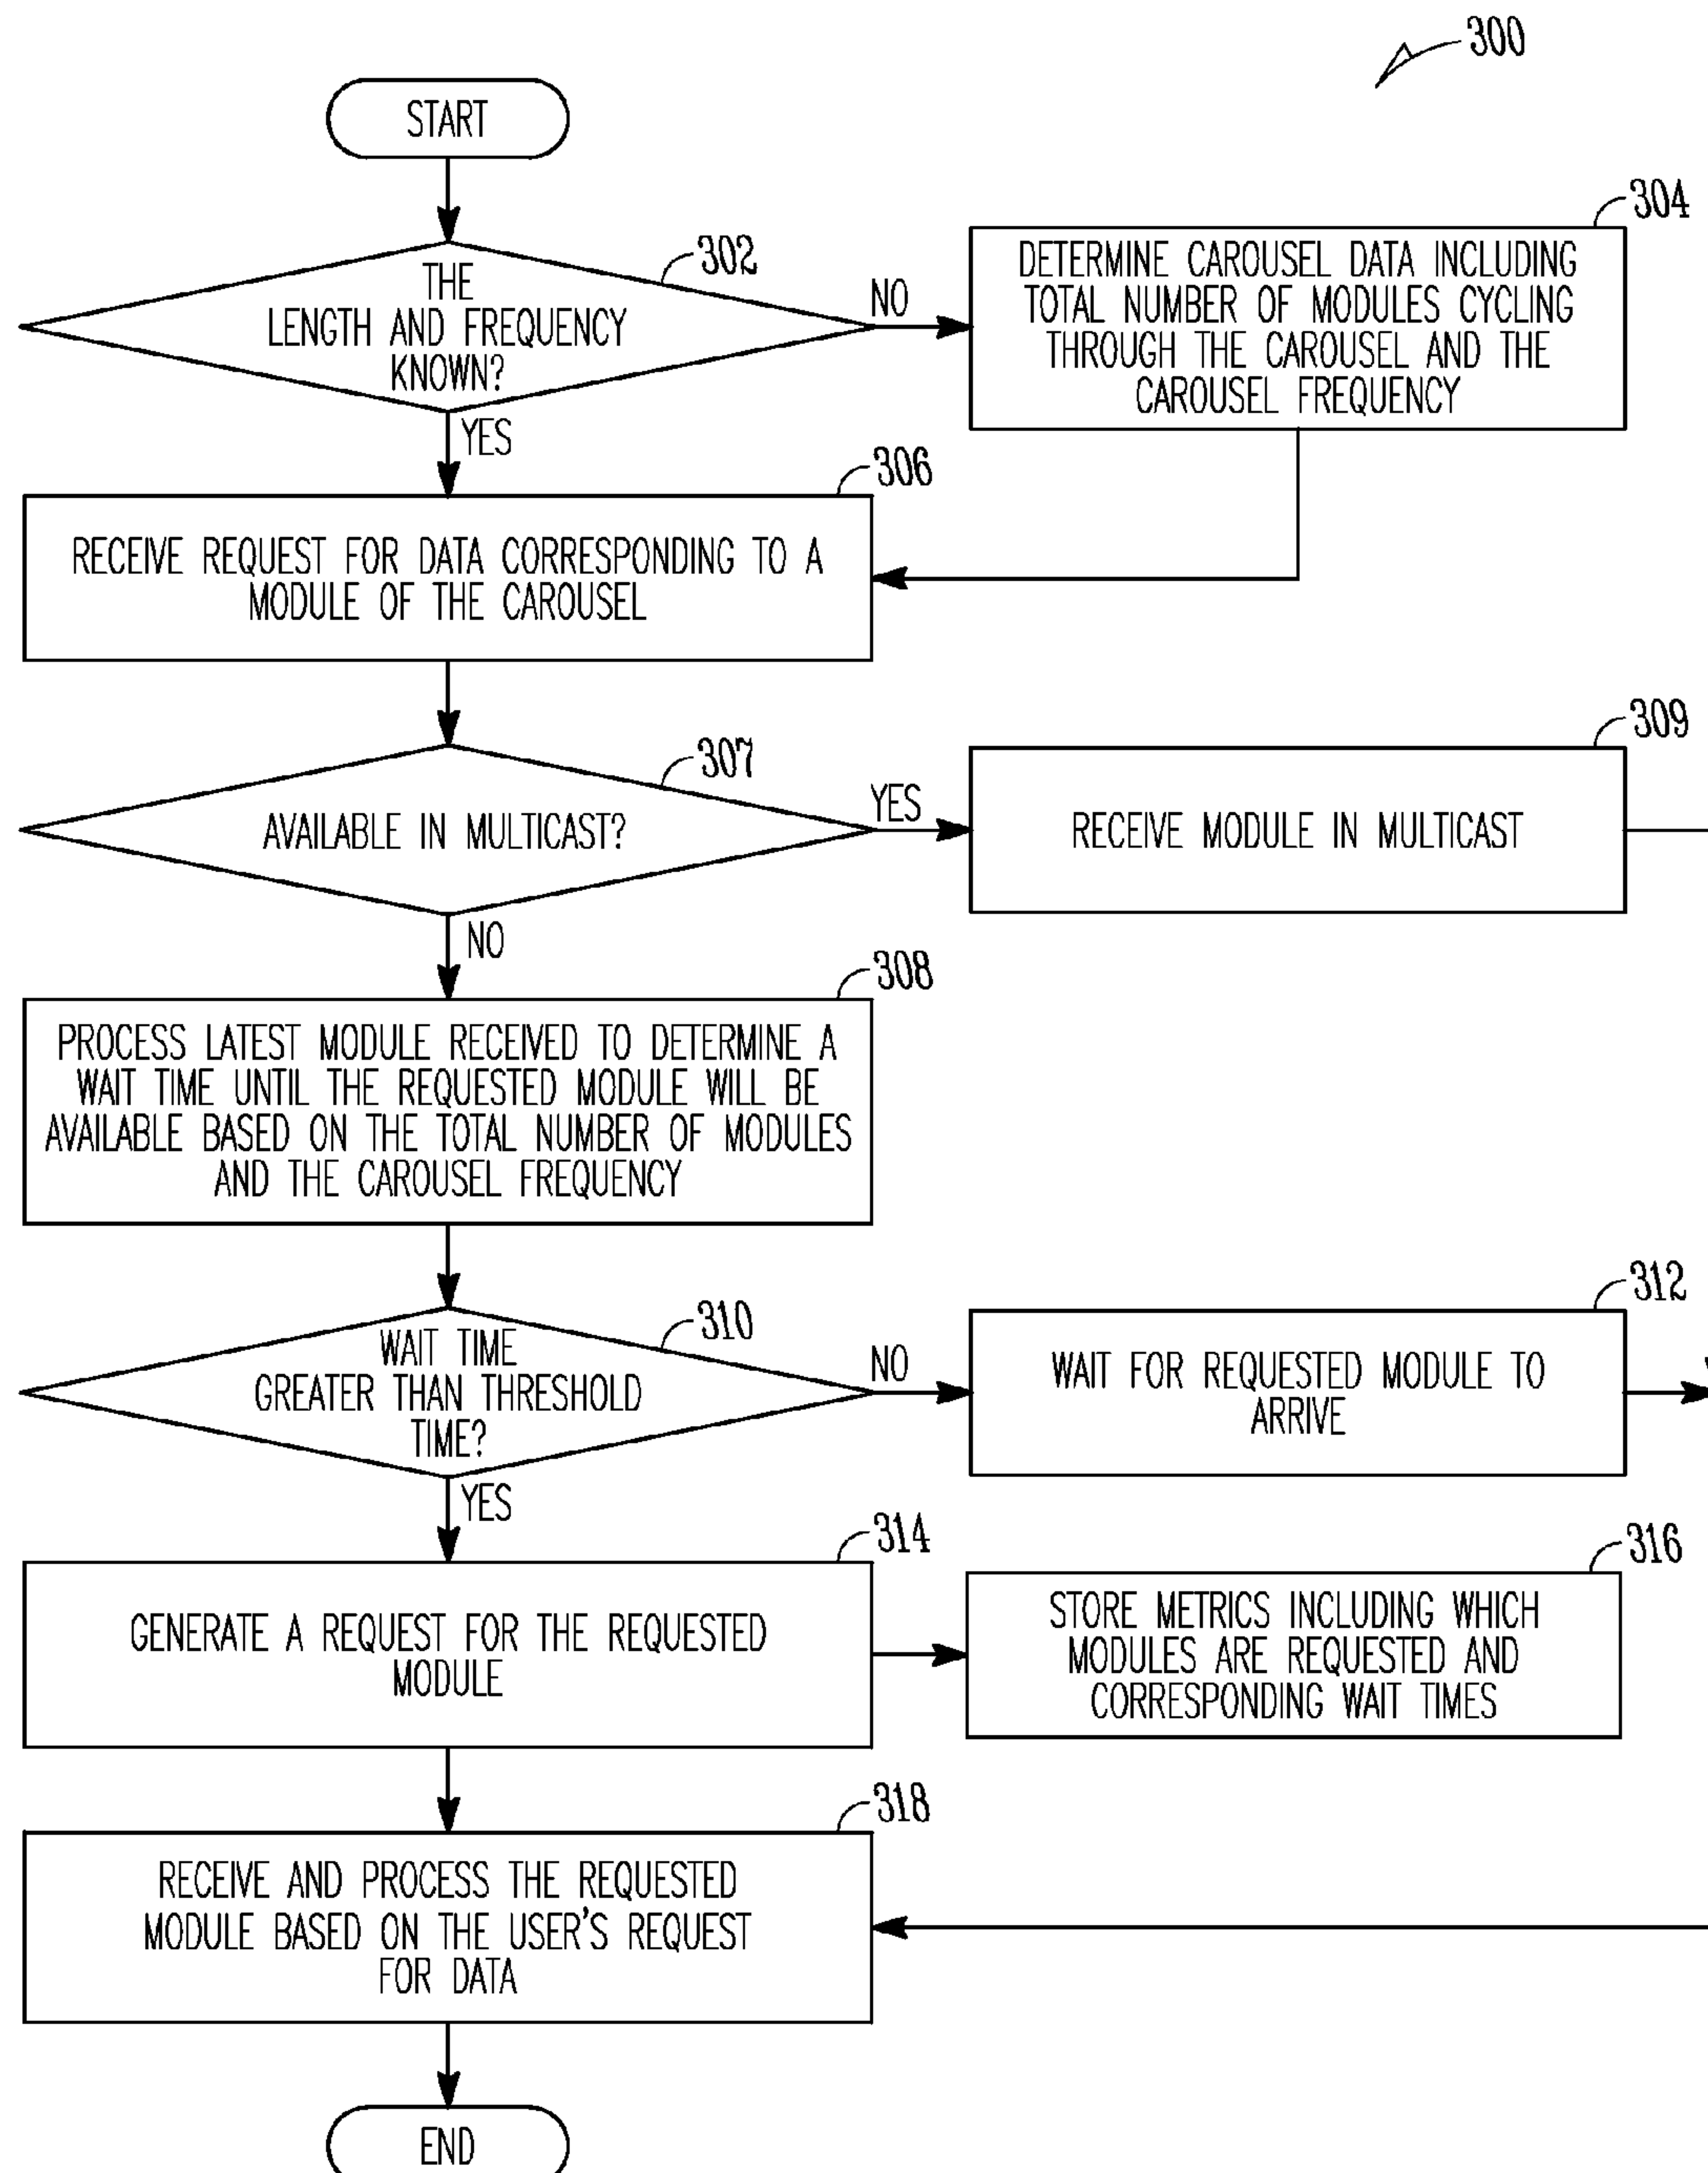 300
START
302
THE
LENGTH AND FREQUENCY
KNOWN?
NO
304
DETERMINE CAROUSEL DATA INCLUDING
TOTAL NUMBER OF MODULES CYCLING
THROUGH THE CAROUSEL AND THE
CAROUSEL FREQUENCY
YES
306
RECEIVE REQUEST FOR DATA CORRESPONDING TO A
MODULE OF THE CAROUSEL
307
AVAILABLE IN MULTICAST?
YES
309
RECEIVE MODULE IN MULTICAST
NO
308
PROCESS LATEST MODULE RECEIVED TO DETERMINE A
WAIT TIME UNTIL THE REQUESTED MODULE WILL BE
AVAILABLE BASED ON THE TOTAL NUMBER OF MODULES
AND THE CAROUSEL FREQUENCY
310
WAIT TIME
GREATER THAN THRESHOLD
TIME?
NO
312
WAIT FOR REQUESTED MODULE TO
ARRIVE
YES
314
GENERATE A REQUEST FOR THE REQUESTED
MODULE
316
STORE METRICS INCLUDING WHICH
MODULES ARE REQUESTED AND
CORRESPONDING WAIT TIMES
318
RECEIVE AND PROCESS THE REQUESTED
MODULE BASED ON THE USER'S REQUEST
FOR DATA
END